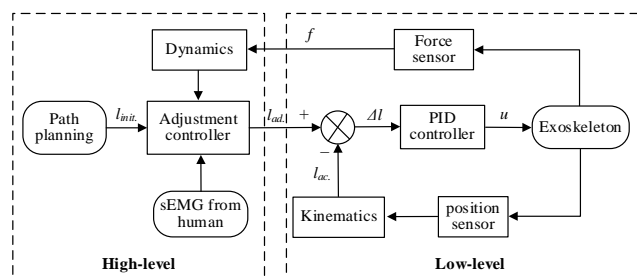 Dynamics
f
Force
sensor
Path
planning
l_init.
Adjustment
controller
l_ad.
+
Δl
PID
controller
u
Exoskeleton
−
l_ac.
sEMG from
human
Kinematics
position
sensor
High-level
Low-level